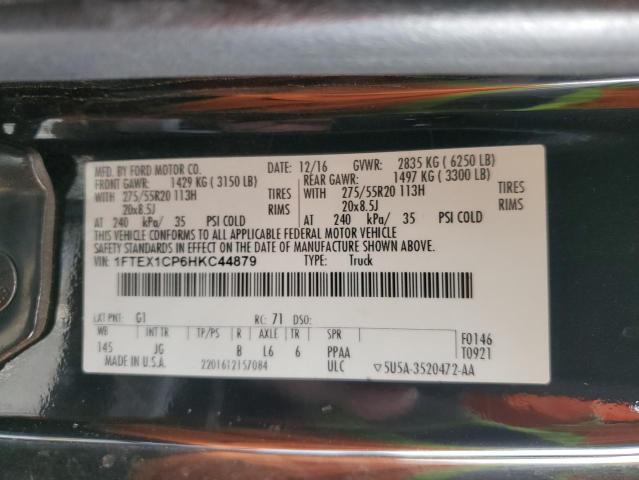 MFD. BY FORD MOTOR CO. DATE: 12/16 GVWR: 2835 KG ( 6250 LB)
FRONT GAWR: 1429 KG ( 3150 LB) REAR GAWR: 1497 KG ( 3300 LB)
WITH 275/55R20 113H TIRES WITH 275/55R20 113H TIRES
20x8.5J RIMS 20x8.5J RIMS
AT 240 kPa/ 35 PSI COLD AT 240 kPa/ 35 PSI COLD
THIS VEHICLE CONFORMS TO ALL APPLICABLE FEDERAL MOTOR VEHICLE
SAFETY STANDARDS IN EFFECT ON THE DATE OF MANUFACTURE SHOWN ABOVE.
VIN: 1FTEX1CP6HKC44879 TYPE: Truck
EXT PNT: G1 RC: 71 DSO: F0146
WB INT TR TP/PS R AXLE TR SPR T0921
145 JG B L6 6 PPAA
MADE IN U.S.A. 2201612157084 ULC ▽5U5A-3520472-AA